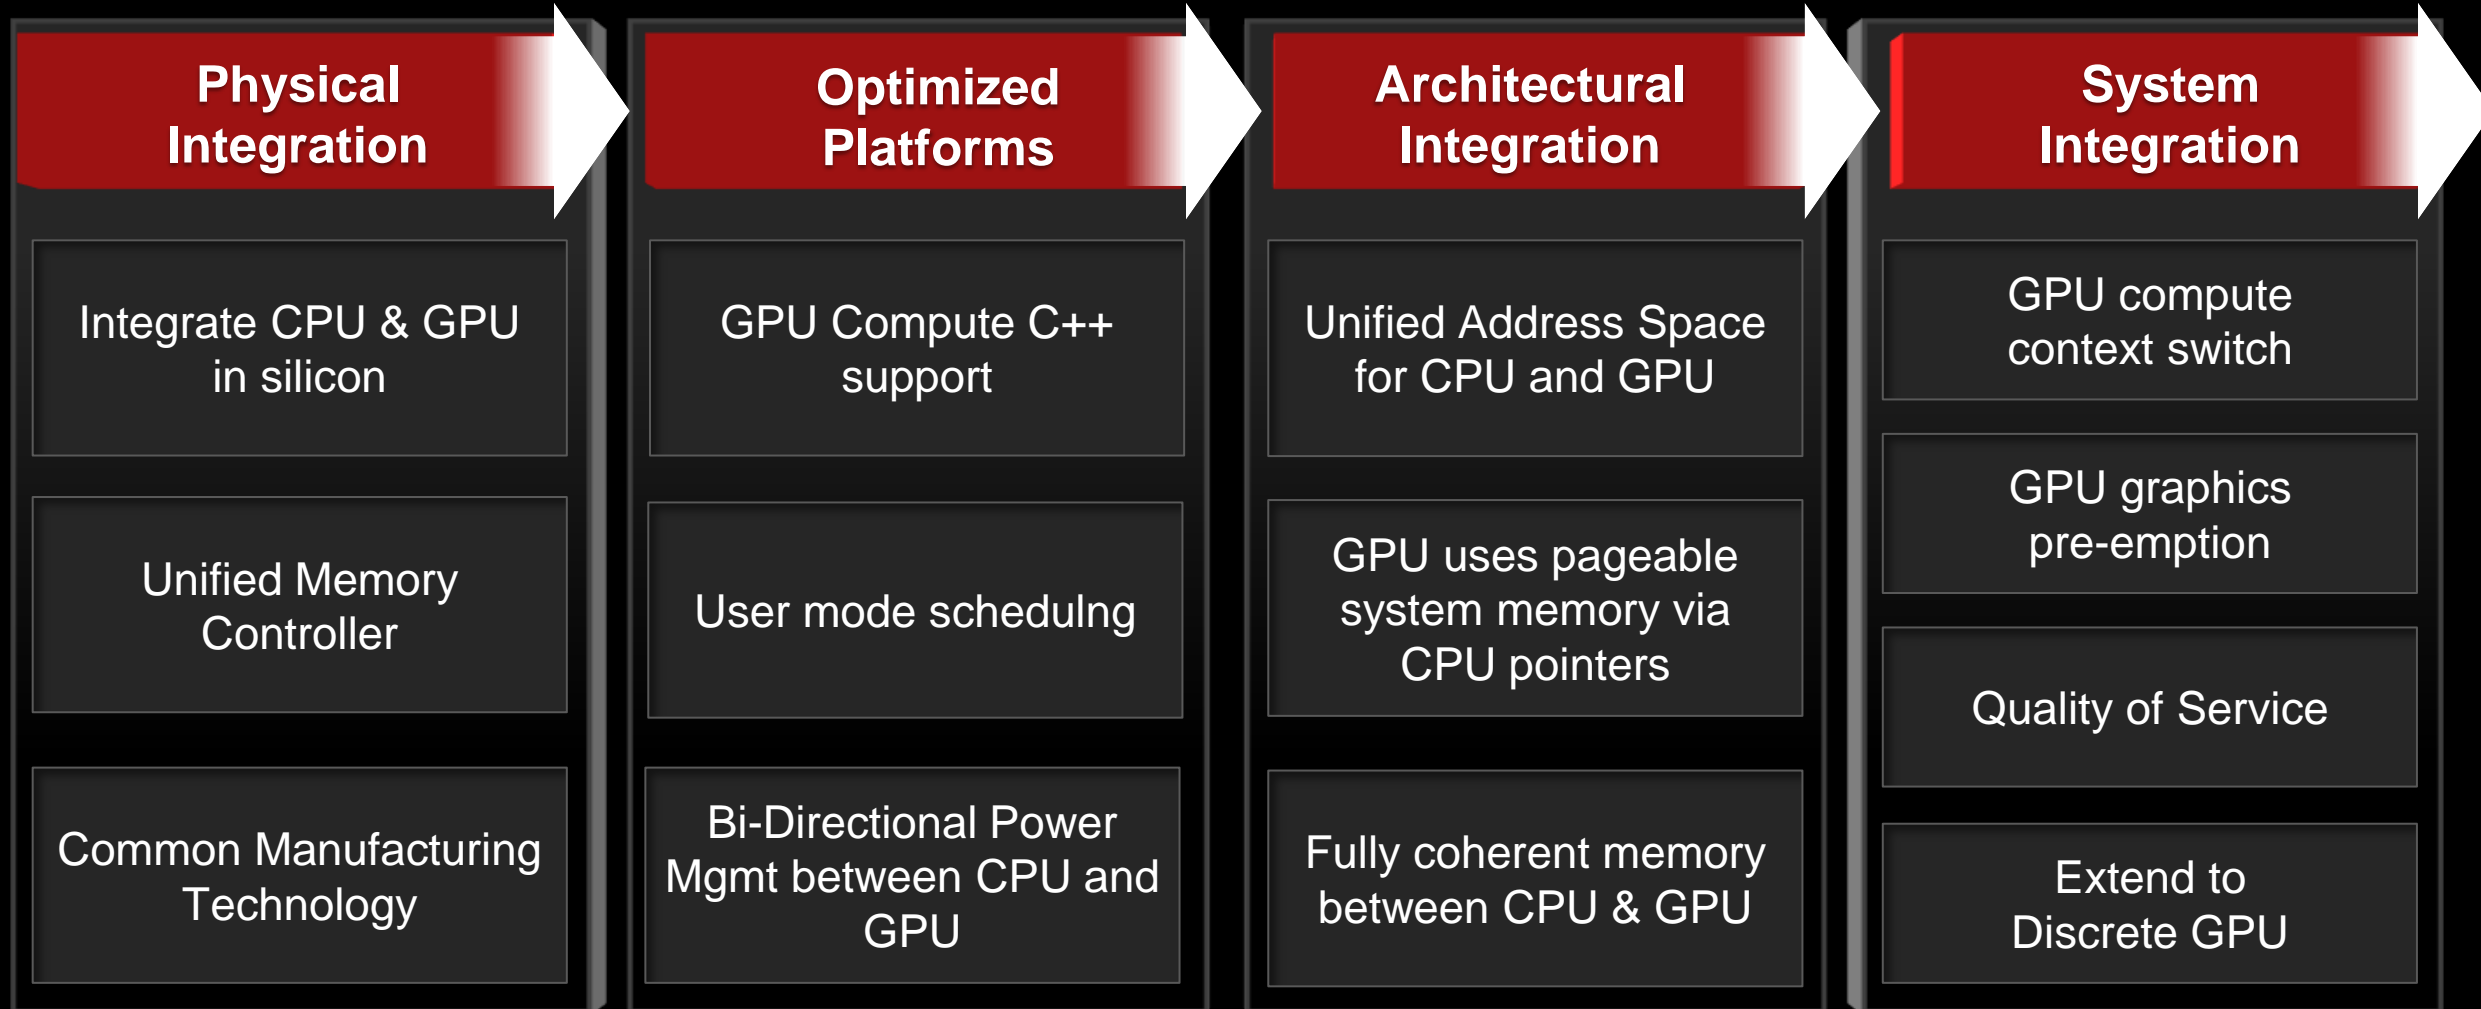 Physical
Integration
Integrate CPU & GPU
in silicon
Unified Memory
Controller
Common Manufacturing
Technology
Optimized
Platforms
GPU Compute C++
support
User mode schedulng
Bi-Directional Power
Mgmt between CPU and
GPU
Architectural
Integration
Unified Address Space
for CPU and GPU
GPU uses pageable
system memory via
CPU pointers
Fully coherent memory
between CPU & GPU
System
Integration
GPU compute
context switch
GPU graphics
pre-emption
Quality of Service
Extend to
Discrete GPU